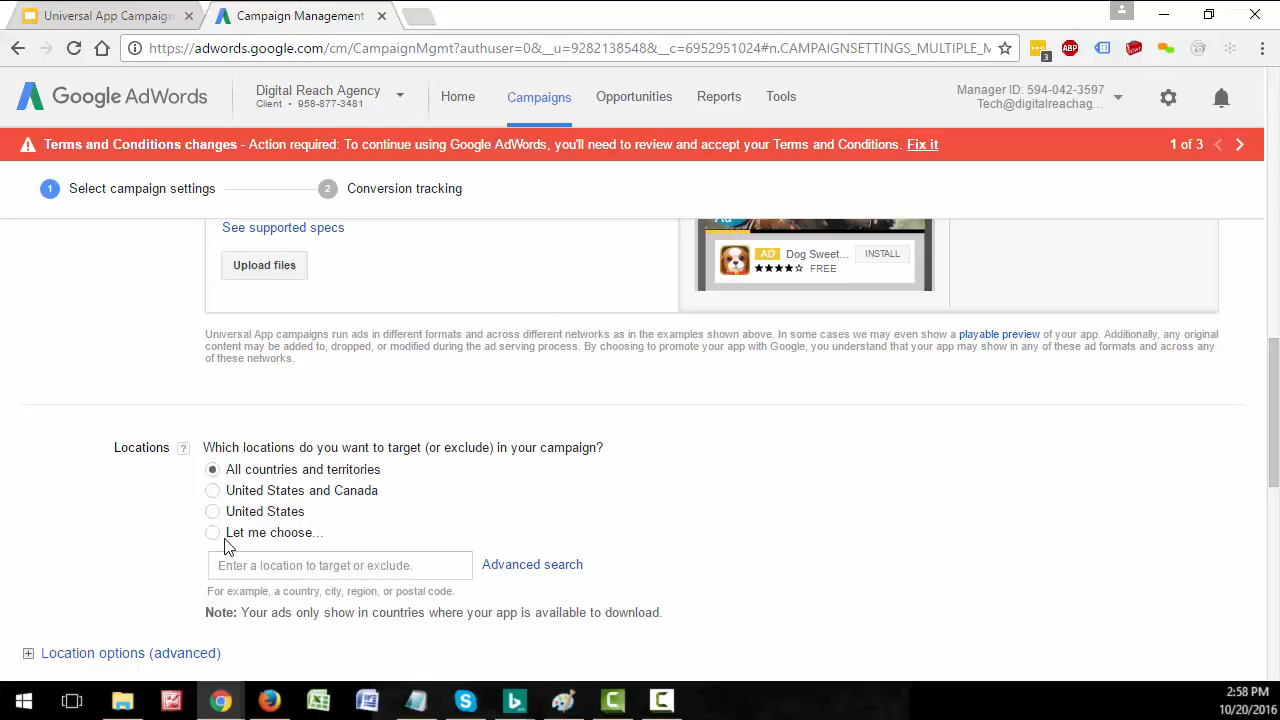 Universal App Campaign
Campaign Management
https://adwords.google.com/cm/CampaignMgmt?authuser=0&__u=9282138548&__c=6952951024#n.CAMPAIGNSETTINGS_MULTIPLE_M
3
ABP
Google AdWords
Digital Reach Agency
Client • 958-877-3481
Home
Campaigns
Opportunities
Reports
Tools
Manager ID: 594-042-3597
Tech@digitalreachag...
Terms and Conditions changes - Action required: To continue using Google AdWords, you'll need to review and accept your Terms and Conditions. Fix it
1 of 3
1 Select campaign settings
2 Conversion tracking
See supported specs
Upload files
Ad
AD Dog Sweet...
FREE
INSTALL
Universal App campaigns run ads in different formats and across different networks as in the examples shown above. In some cases we may even show a playable preview of your app. Additionally, any original
content may be added to, dropped, or modified during the ad serving process. By choosing to promote your app with Google, you understand that your app may show in any of these ad formats and across any
of these networks.
Locations ? Which locations do you want to target (or exclude) in your campaign?
All countries and territories
United States and Canada
United States
Let me choose...
Enter a location to target or exclude.
Advanced search
For example, a country, city, region, or postal code.
Note: Your ads only show in countries where your app is available to download.
Location options (advanced)
2:58 PM
10/20/2016